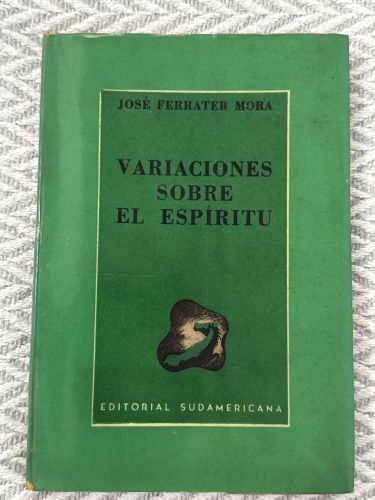 JOSÉ FERRATER MORA
VARIACIONES
SOBRE
EL ESPÍRITU
EDITORIAL SUDAMERICANA